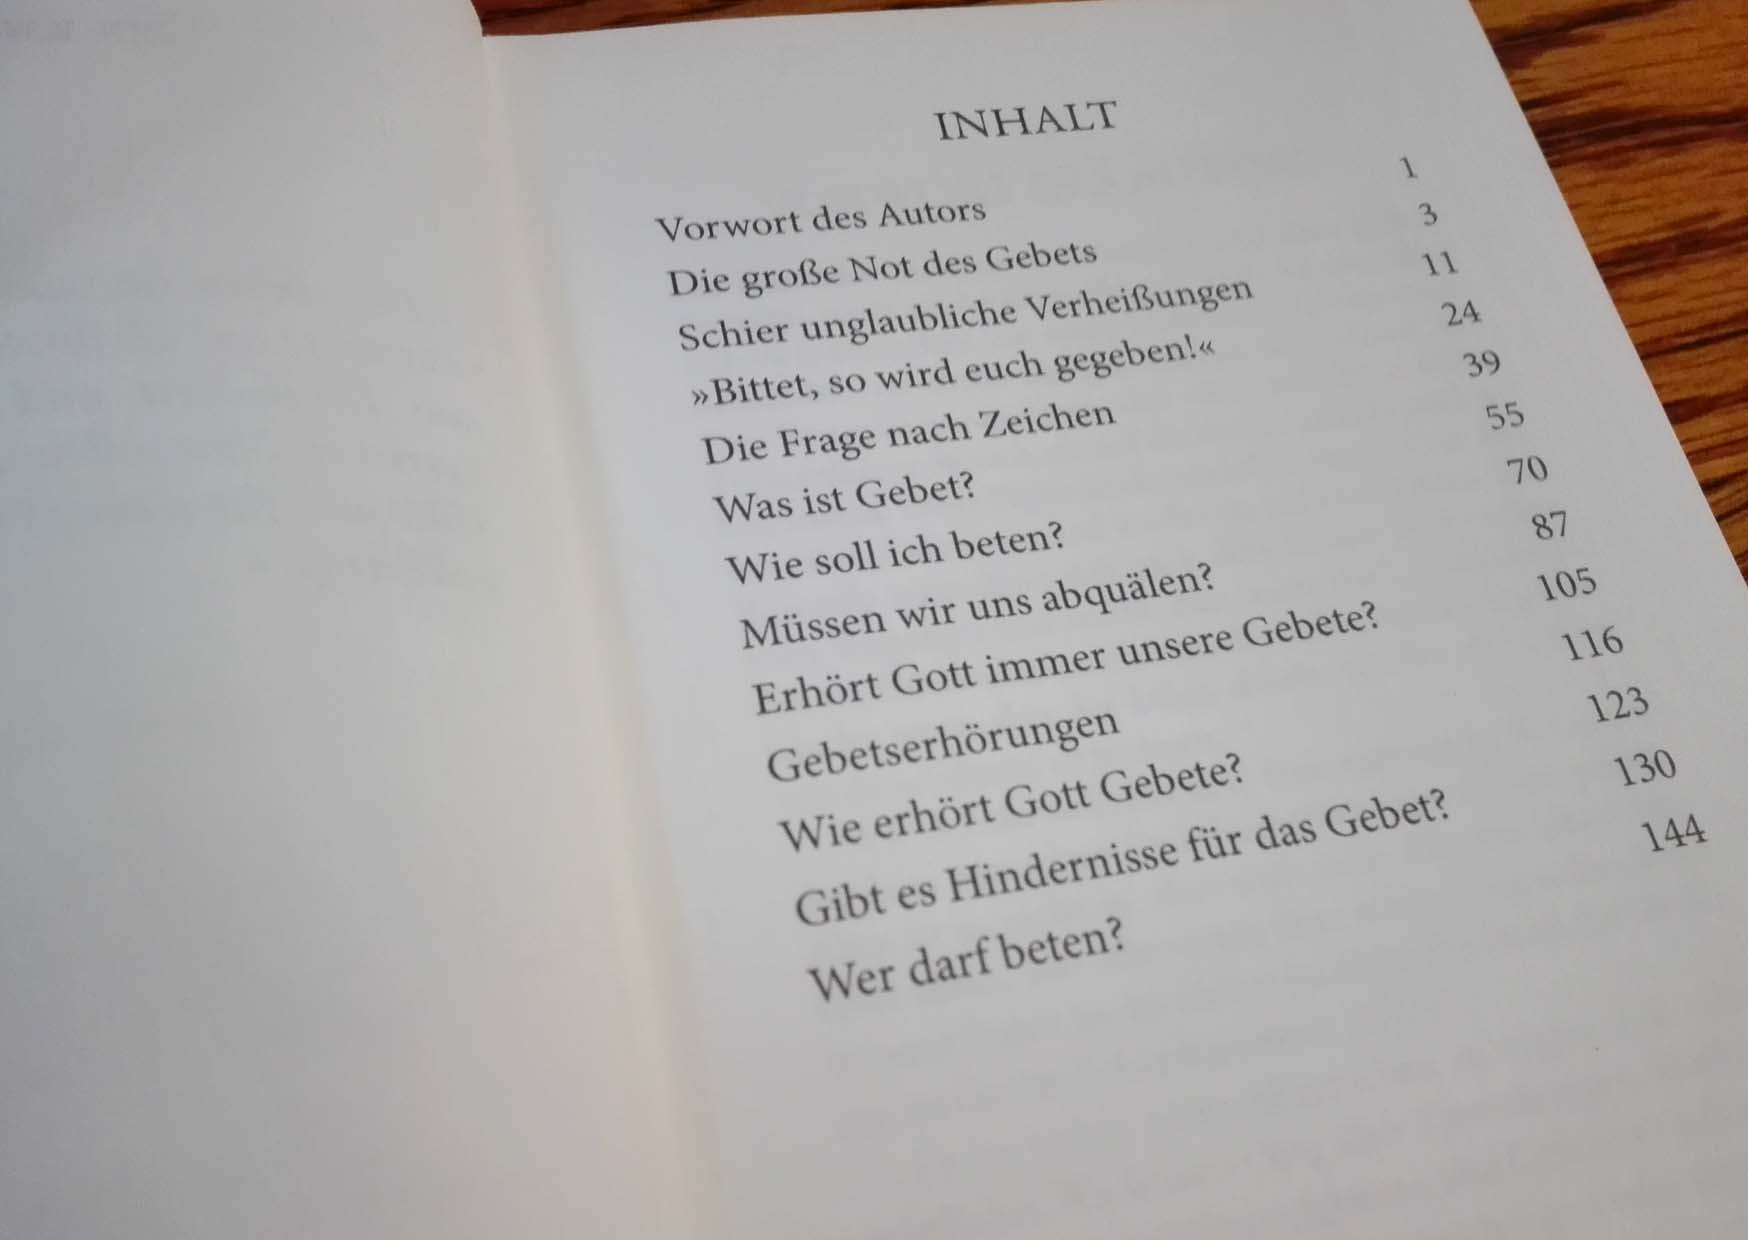 INHALT
Vorwort des Autors 1
Die große Not des Gebets 3
Schier unglaubliche Verheißungen 11
»Bittet, so wird euch gegeben!« 24
Die Frage nach Zeichen 39
Was ist Gebet? 55
Wie soll ich beten? 70
Müssen wir uns abquälen? 87
Erhört Gott immer unsere Gebete? 105
Gebetserhörungen 116
Wie erhört Gott Gebete? 123
Gibt es Hindernisse für das Gebet? 130
Wer darf beten? 144